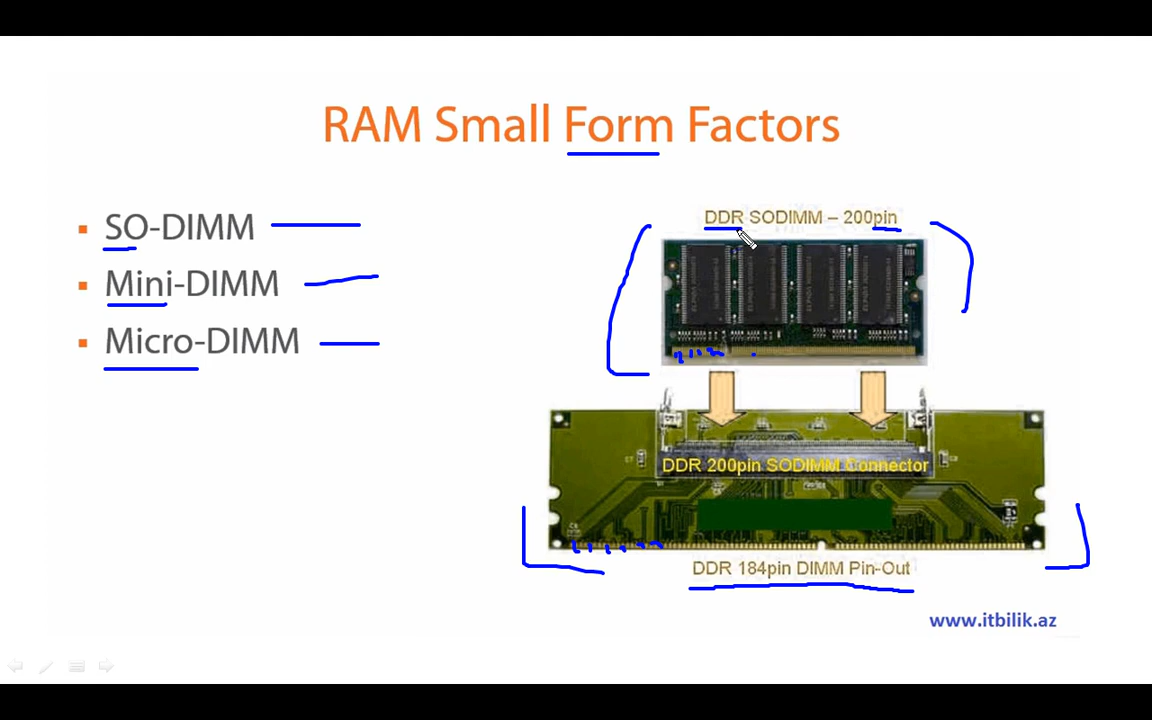 RAM Small Form Factors
SO-DIMM
Mini-DIMM
Micro-DIMM
DDR SODIMM – 200pin
DDR 200pin SODIMM Connector
DDR 184pin DIMM Pin-Out
www.itbilik.az